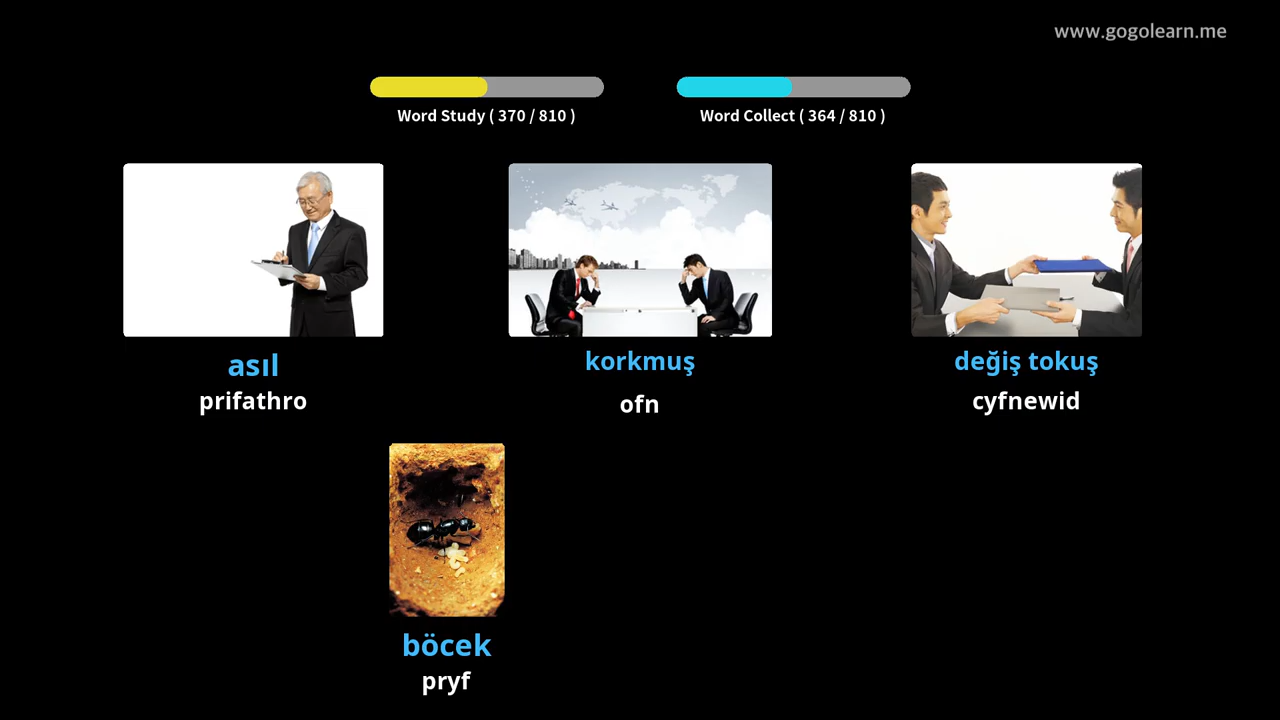 www.gogolearn.me
Word Study ( 370 / 810 )
Word Collect ( 364 / 810 )
asıl
prifathro
korkmuş
ofn
değiş tokuş
cyfnewid
böcek
pryf